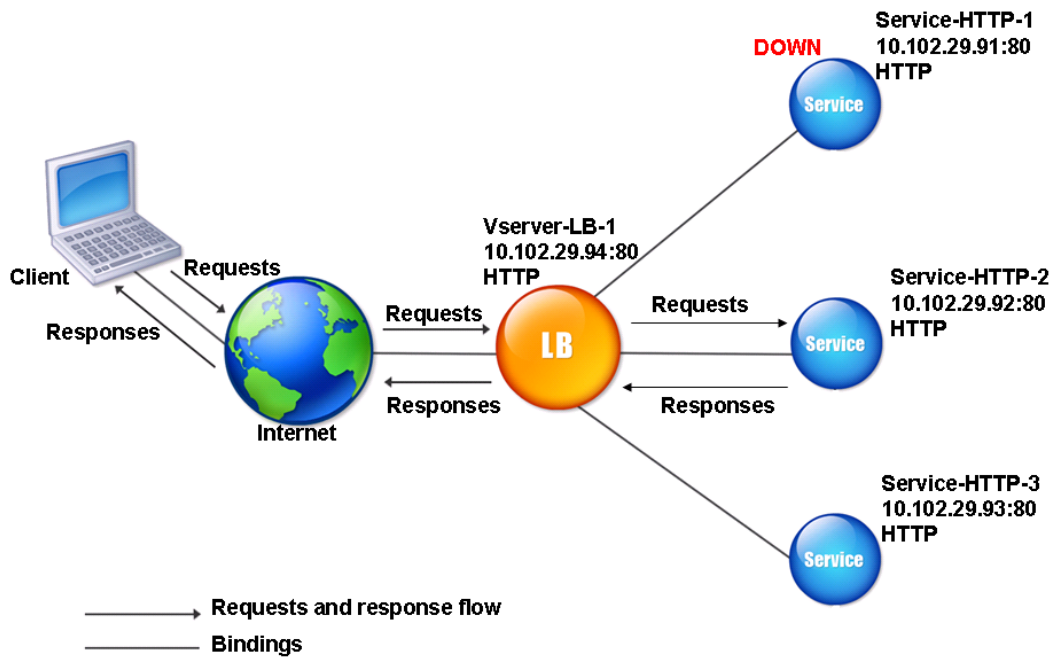 Service-HTTP-1
10.102.29.91:80
HTTP
DOWN
Service
Vserver-LB-1
10.102.29.94:80
HTTP
Client
Requests
Responses
Internet
Requests
Responses
LB
Requests
Responses
Service-HTTP-2
10.102.29.92:80
HTTP
Service
Service-HTTP-3
10.102.29.93:80
HTTP
Service
Requests and response flow
Bindings